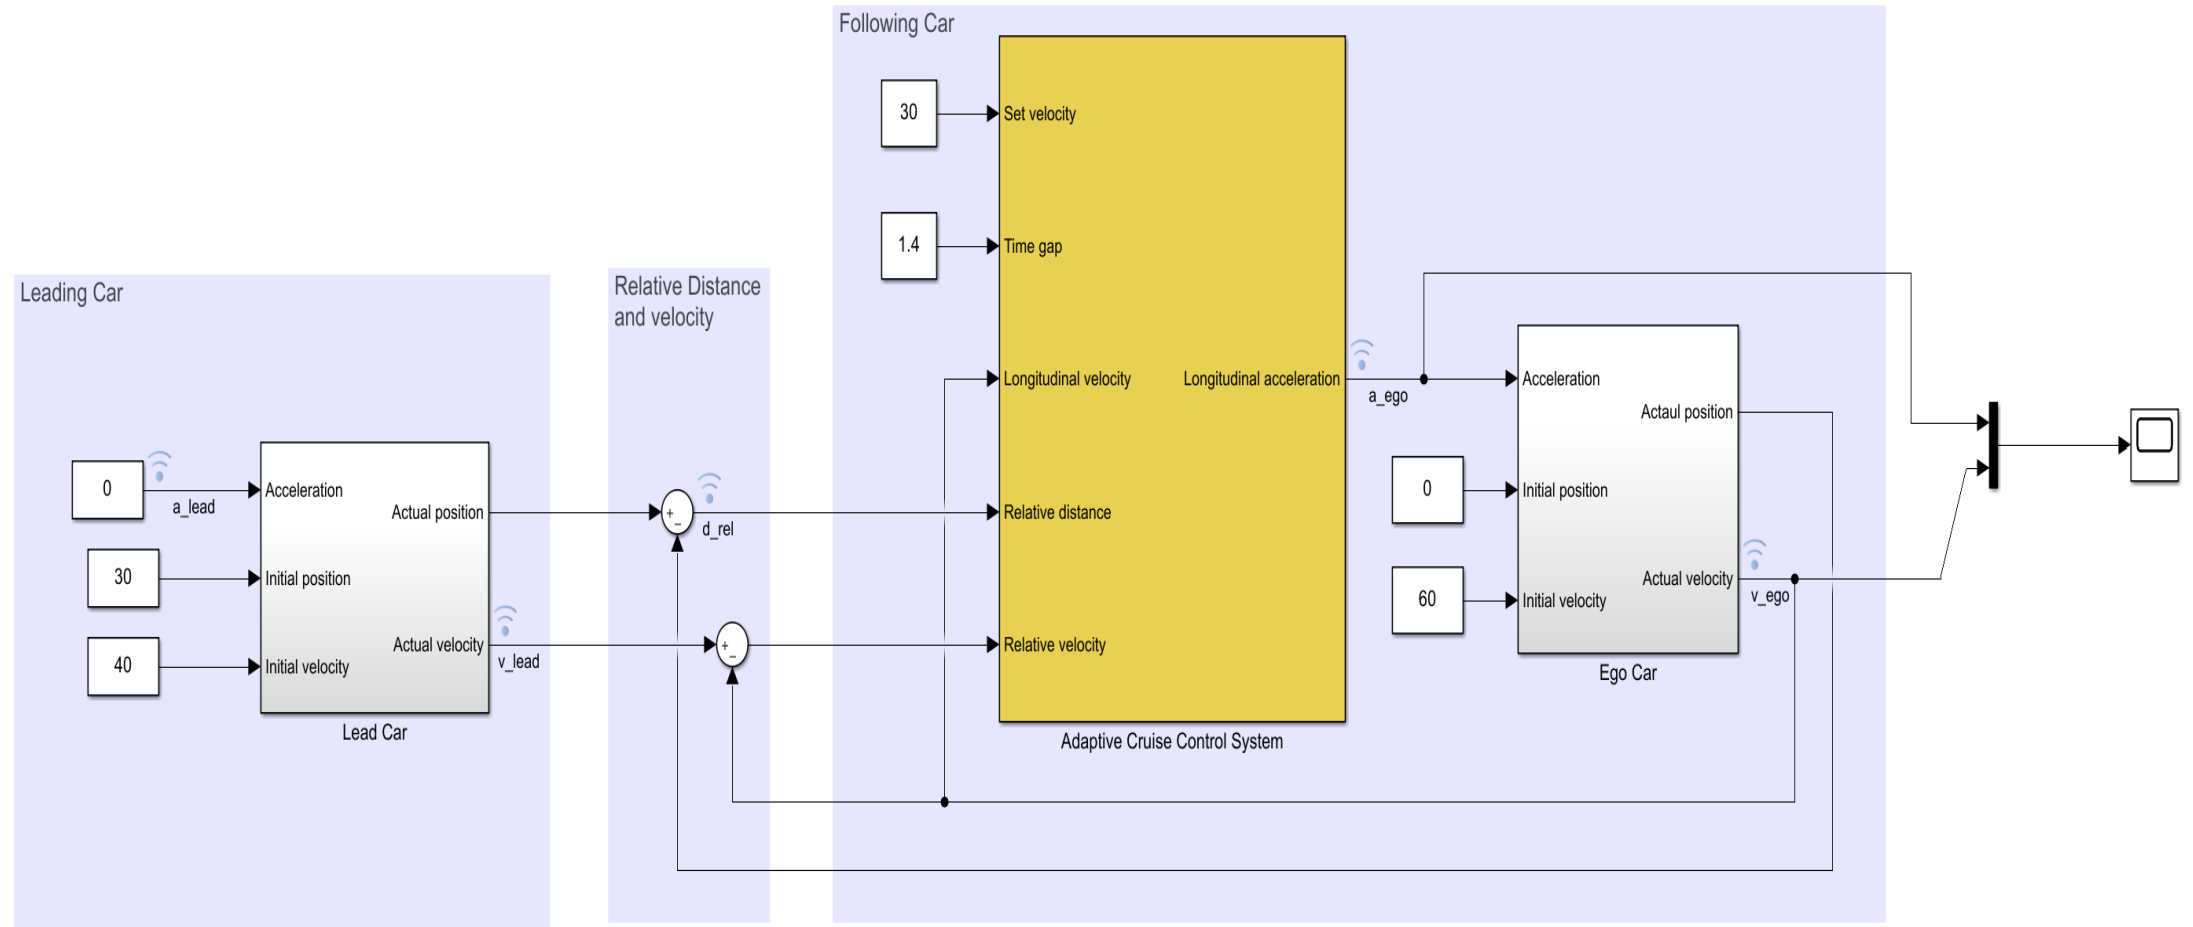 Leading Car
0
a_lead
30
40
Acceleration
Initial position
Initial velocity
Actual position
Actual velocity
Lead Car
v_lead
Relative Distance
and velocity
+
−
d_rel
+
−
Following Car
30
1.4
Set velocity
Time gap
Longitudinal velocity
Relative distance
Relative velocity
Longitudinal acceleration
Adaptive Cruise Control System
a_ego
0
60
Acceleration
Initial position
Initial velocity
Actaul position
Actual velocity
Ego Car
v_ego